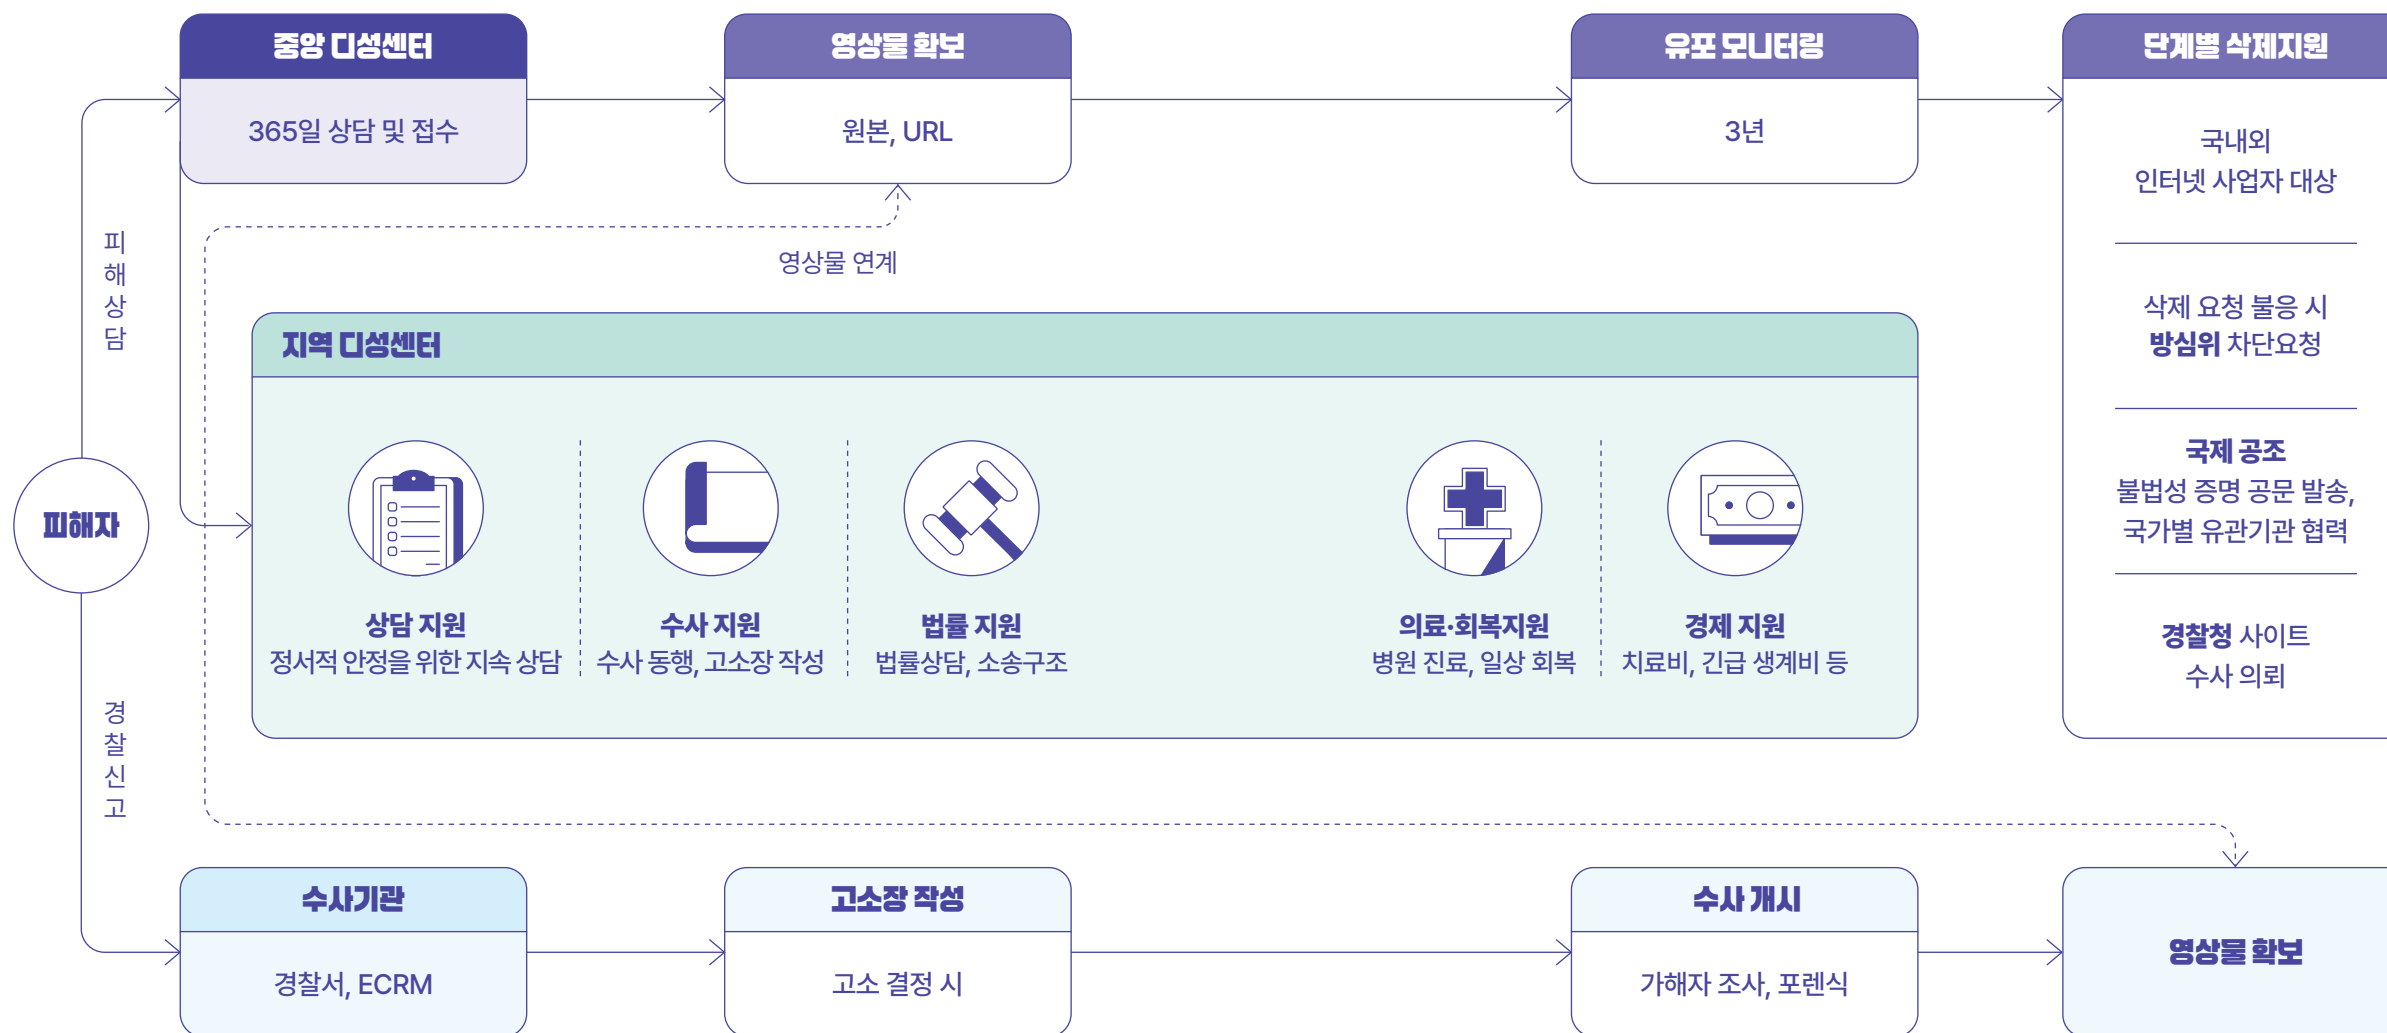 중앙 디성센터
365일 상담 및 접수
영상물 확보
원본, URL
유포 모니터링
3년
단계별 삭제지원
국내외
인터넷 사업자 대상
삭제 요청 불응 시
방심위 차단요청
국제 공조
불법성 증명 공문 발송,
국가별 유관기관 협력
경찰청 사이트
수사 의뢰
피해상담
영상물 연계
지역 디성센터
상담 지원
정서적 안정을 위한 지속 상담
수사 지원
수사 동행, 고소장 작성
법률 지원
법률상담, 소송구조
의료·회복지원
병원 진료, 일상 회복
경제 지원
치료비, 긴급 생계비 등
피해자
경찰신고
수사기관
경찰서, ECRM
고소장 작성
고소 결정 시
수사 개시
가해자 조사, 포렌식
영상물 확보